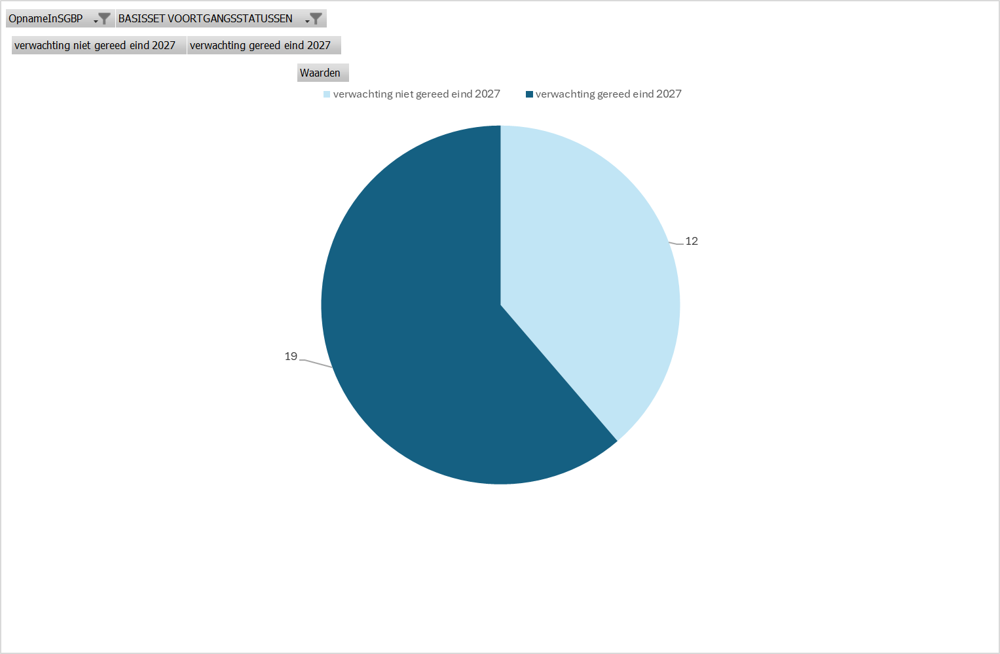 OpnameInSGBP BASISSET VOORTGANGSSTATUSSEN
verwachting niet gereed eind 2027 verwachting gereed eind 2027
Waarden
verwachting niet gereed eind 2027 verwachting gereed eind 2027
12
19